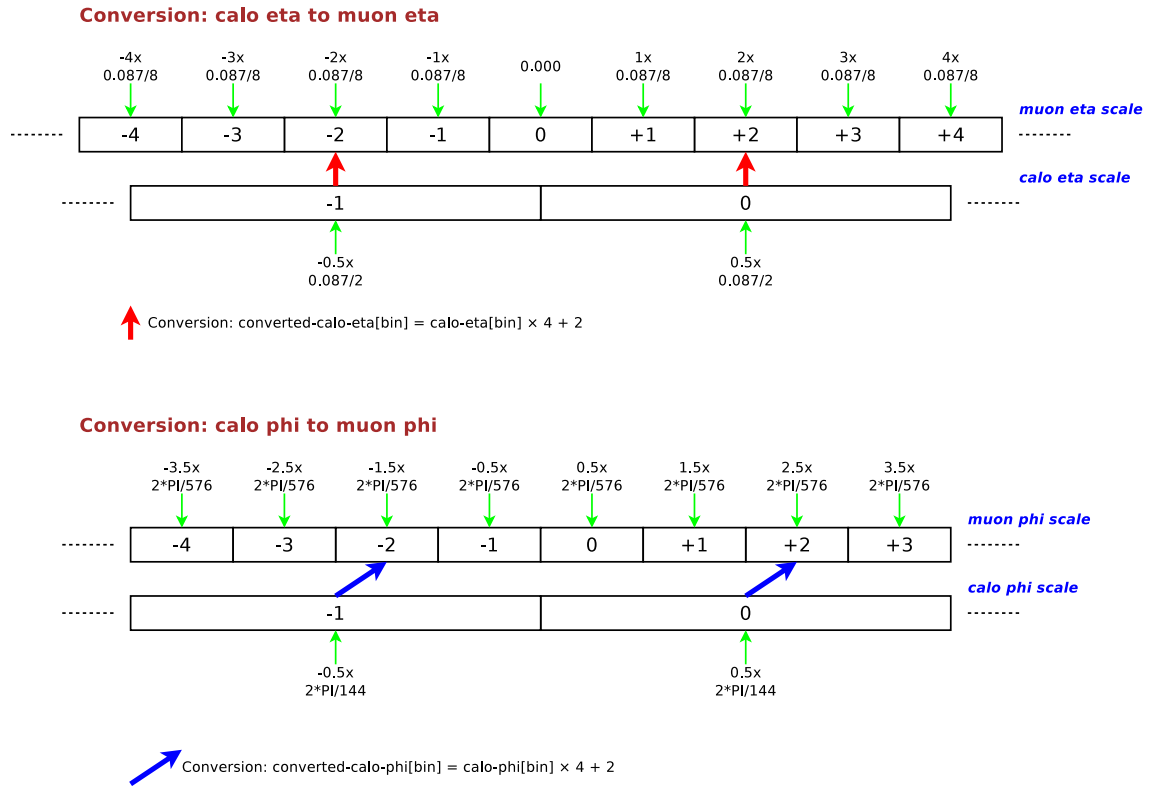 Conversion: calo eta to muon eta
-4x -3x -2x -1x 0.000 1x 2x 3x 4x
0.087/8 0.087/8 0.087/8 0.087/8 0.087/8 0.087/8 0.087/8 0.087/8
muon eta scale
-4 -3 -2 -1 0 +1 +2 +3 +4
calo eta scale
-1 0
-0.5x 0.5x
0.087/2 0.087/2
Conversion: converted-calo-eta[bin] = calo-eta[bin] × 4 + 2
Conversion: calo phi to muon phi
-3.5x -2.5x -1.5x -0.5x 0.5x 1.5x 2.5x 3.5x
2*PI/576 2*PI/576 2*PI/576 2*PI/576 2*PI/576 2*PI/576 2*PI/576 2*PI/576
muon phi scale
-4 -3 -2 -1 0 +1 +2 +3
calo phi scale
-1 0
-0.5x 0.5x
2*PI/144 2*PI/144
Conversion: converted-calo-phi[bin] = calo-phi[bin] × 4 + 2